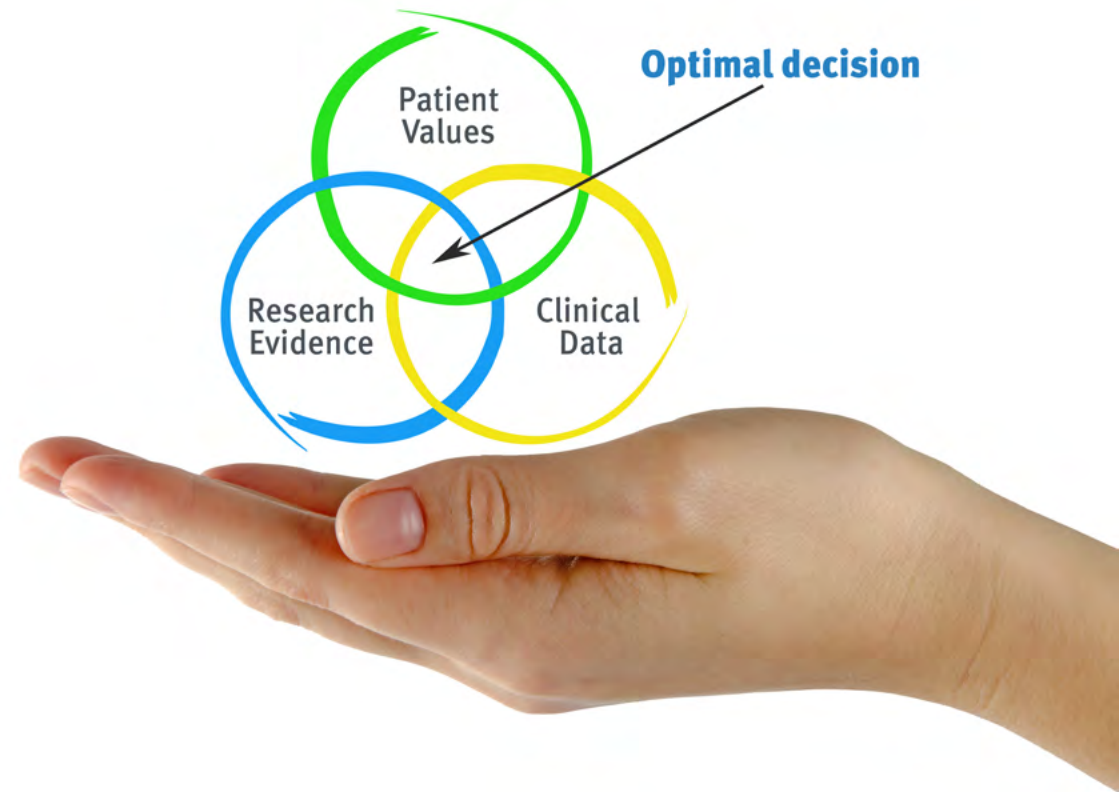 Optimal decision
Patient
Values
Research
Evidence
Clinical
Data